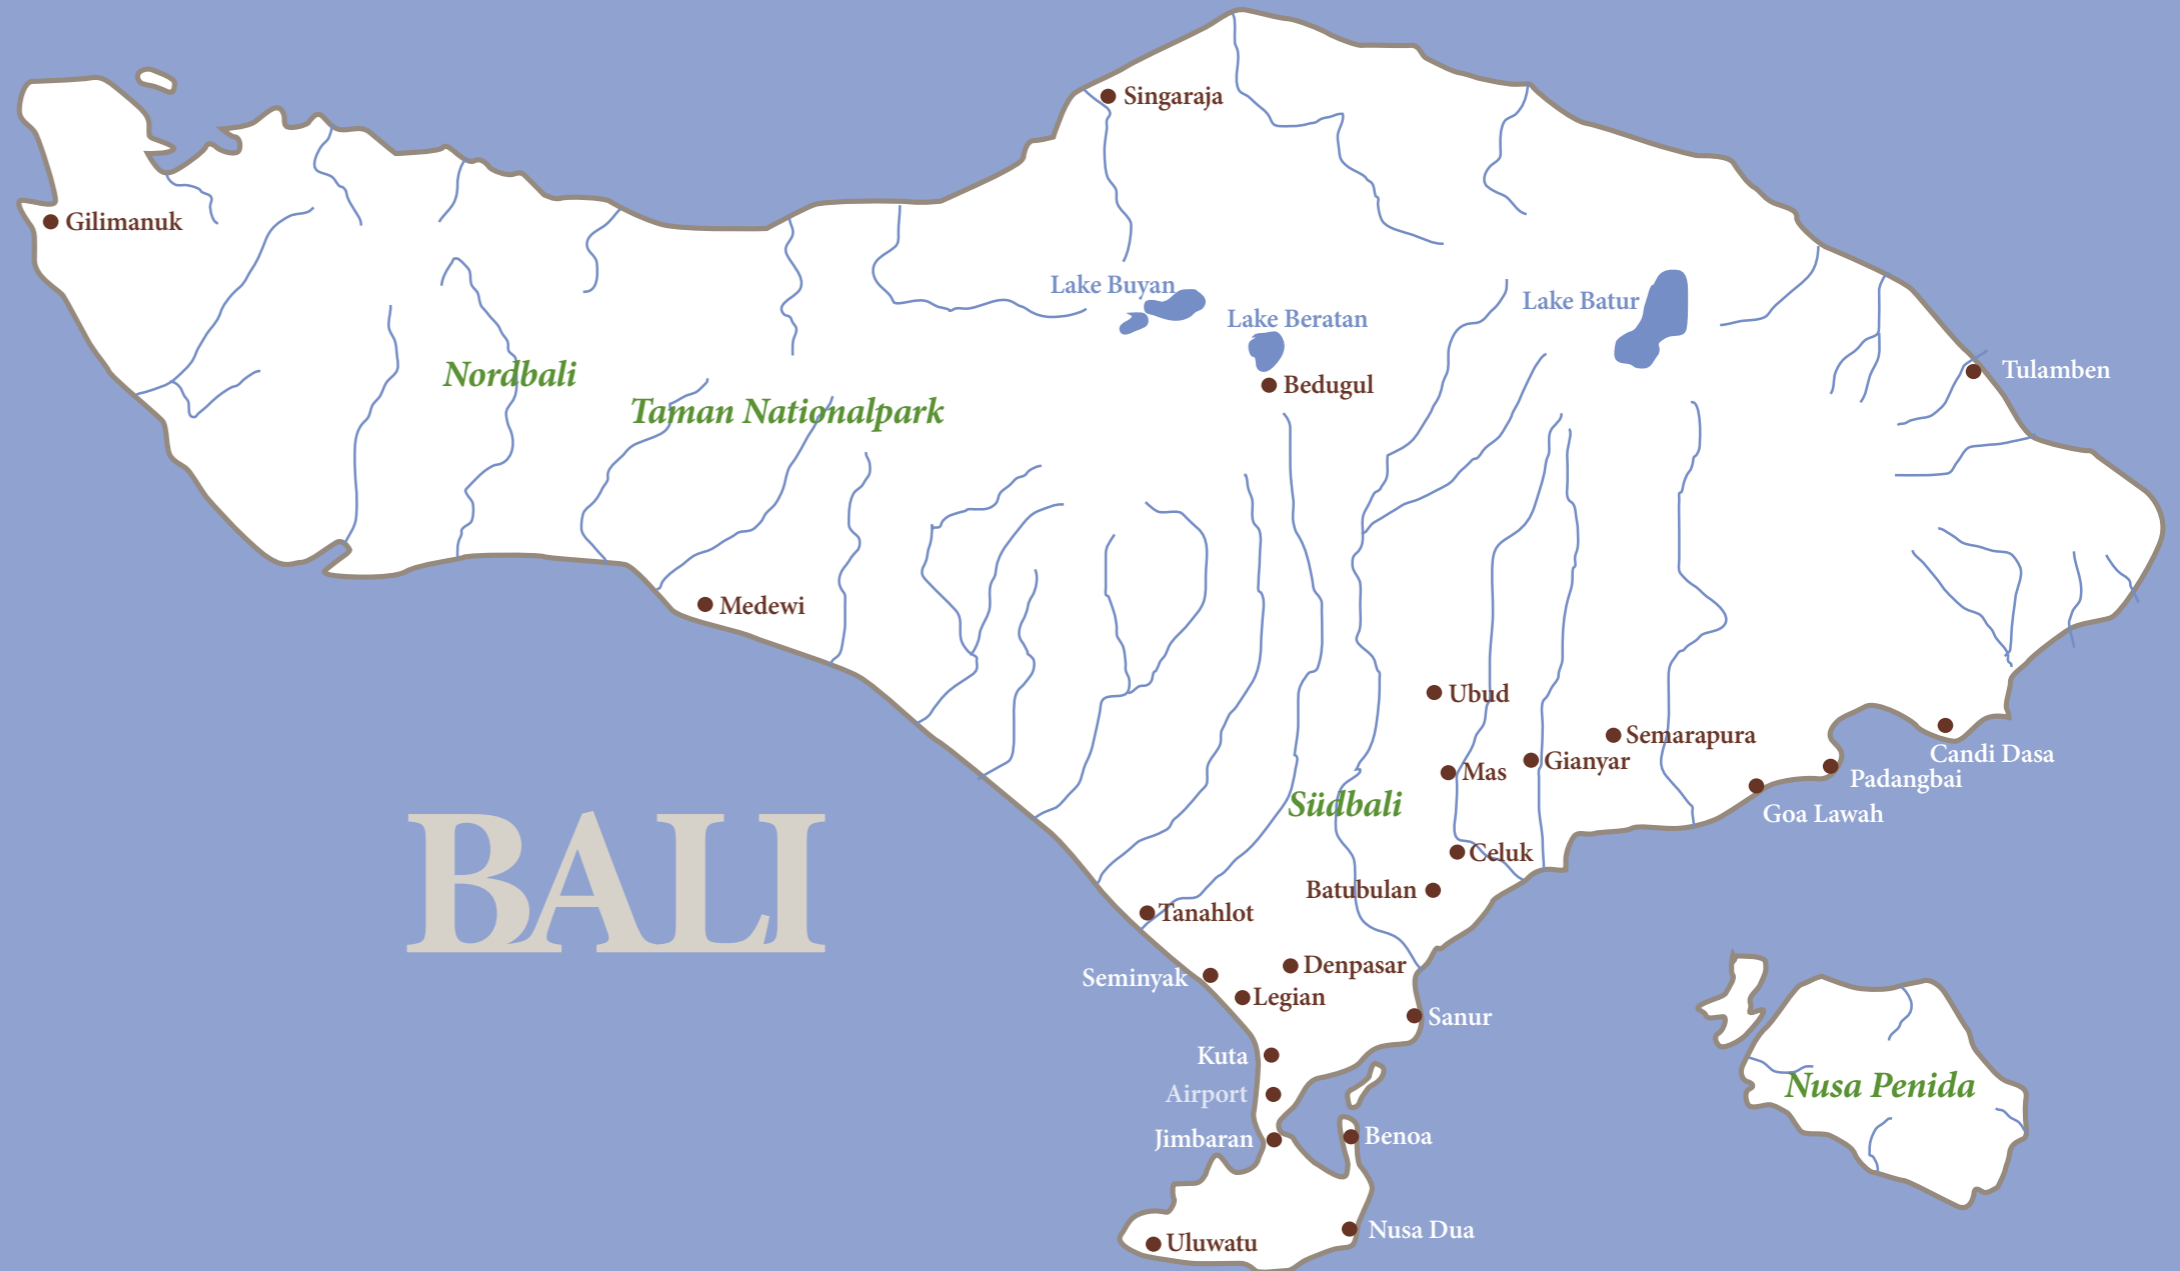 Singaraja
Gilimanuk
Lake Buyan
Lake Batur
Lake Beratan
Tulamben
Nordbali
Bedugul
Taman Nationalpark
Medewi
Ubud
Semarapura
Candi Dasa
Gianyar
Mas
Padangbai
Südbali
Goa Lawah
BALI
Celuk
Batubulan
Tanahlot
Denpasar
Seminyak
Legian
Sanur
Kuta
Nusa Penida
Airport
Benoa
Jimbaran
Nusa Dua
Uluwatu